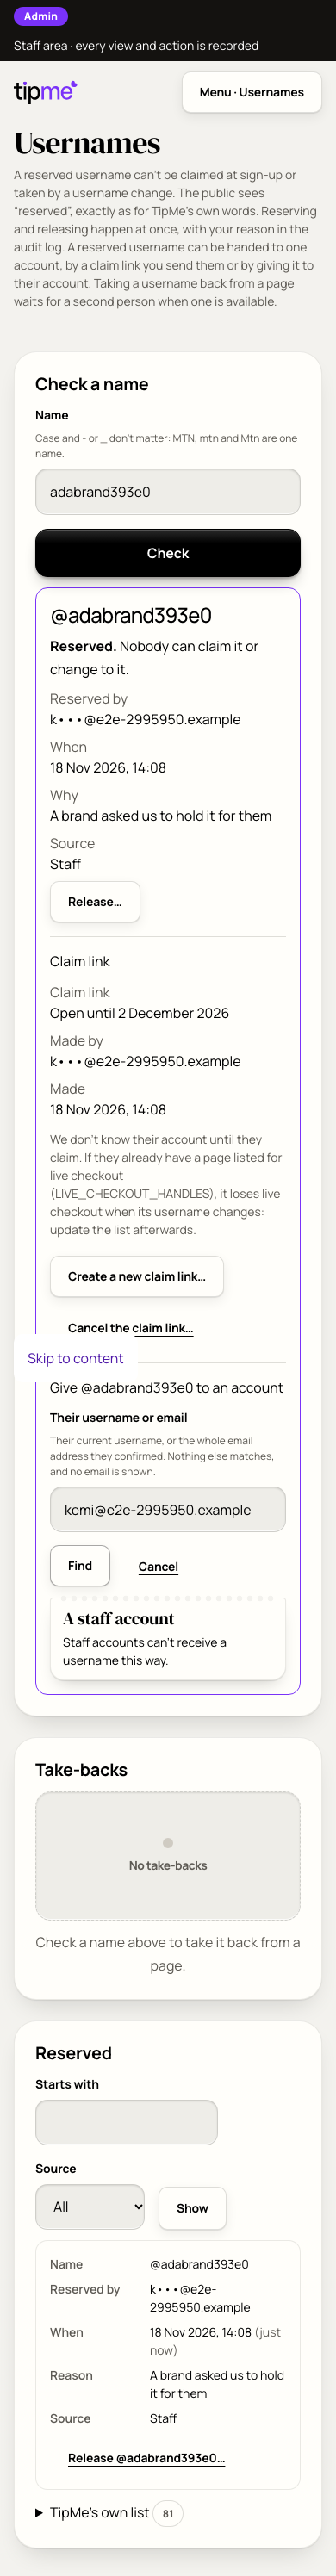 Admin
Staff area · every view and action is recorded
tipme
Menu · Usernames
Usernames
A reserved username can't be claimed at sign-up or
taken by a username change. The public sees
“reserved”, exactly as for TipMe's own words. Reserving
and releasing happen at once, with your reason in the
audit log. A reserved username can be handed to one
account, by a claim link you send them or by giving it to
their account. Taking a username back from a page
waits for a second person when one is available.
Check a name
Name
Case and - or _ don't matter: MTN, mtn and Mtn are one
name.
adabrand393e0
Check
@adabrand393e0
Reserved. Nobody can claim it or
change to it.
Reserved by
k•••@e2e-2995950.example
When
18 Nov 2026, 14:08
Why
A brand asked us to hold it for them
Source
Staff
Release…
Claim link
Claim link
Open until 2 December 2026
Made by
k•••@e2e-2995950.example
Made
18 Nov 2026, 14:08
We don't know their account until they
claim. If they already have a page listed for
live checkout
(LIVE_CHECKOUT_HANDLES), it loses live
checkout when its username changes:
update the list afterwards.
Create a new claim link…
Cancel the claim link…
Skip to content
Give @adabrand393e0 to an account
Their username or email
Their current username, or the whole email
address they confirmed. Nothing else matches,
and no email is shown.
kemi@e2e-2995950.example
Find
Cancel
A staff account
Staff accounts can't receive a
username this way.
Take-backs
No take-backs
Check a name above to take it back from a
page.
Reserved
Starts with
Source
All
Show
Name @adabrand393e0
Reserved by k•••@e2e-
2995950.example
When 18 Nov 2026, 14:08 (just
now)
Reason A brand asked us to hold
it for them
Source Staff
Release @adabrand393e0…
TipMe's own list 81